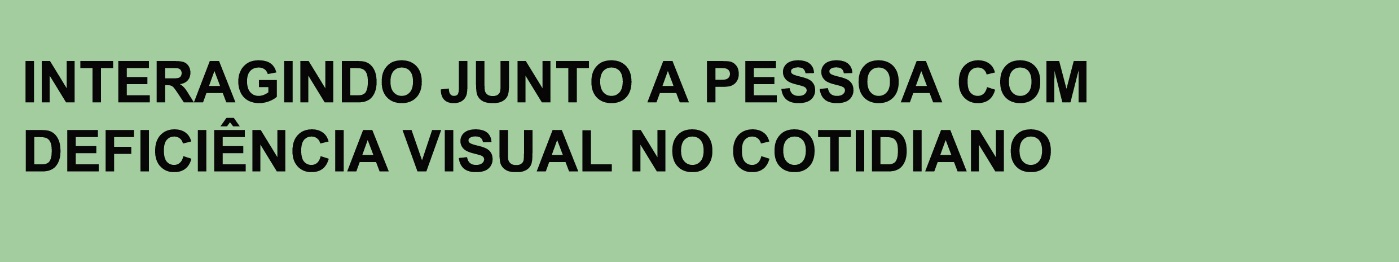 INTERAGINDO JUNTO A PESSOA COM
DEFICIÊNCIA VISUAL NO COTIDIANO